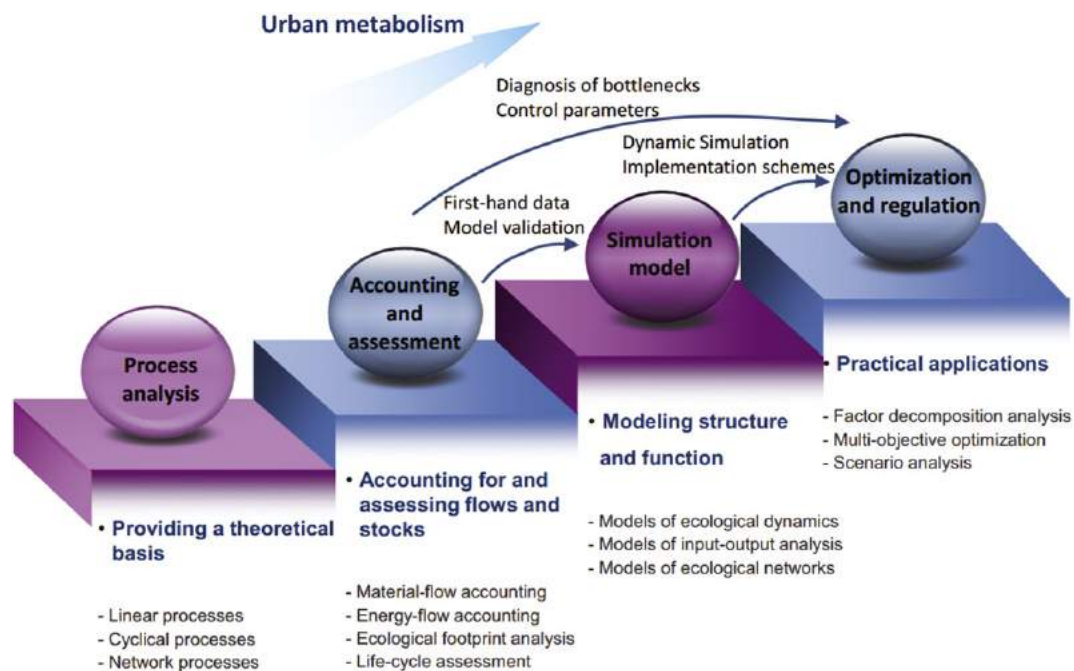 Urban metabolism
Diagnosis of bottlenecks
Control parameters
Dynamic Simulation
Implementation schemes
First-hand data
Model validation
Process
analysis
Accounting
and
assessment
Simulation
model
Optimization
and regulation
• Providing a theoretical
basis
- Linear processes
- Cyclical processes
- Network processes
• Accounting for and
assessing flows and
stocks
- Material-flow accounting
- Energy-flow accounting
- Ecological footprint analysis
- Life-cycle assessment
• Modeling structure
and function
- Models of ecological dynamics
- Models of input-output analysis
- Models of ecological networks
• Practical applications
- Factor decomposition analysis
- Multi-objective optimization
- Scenario analysis